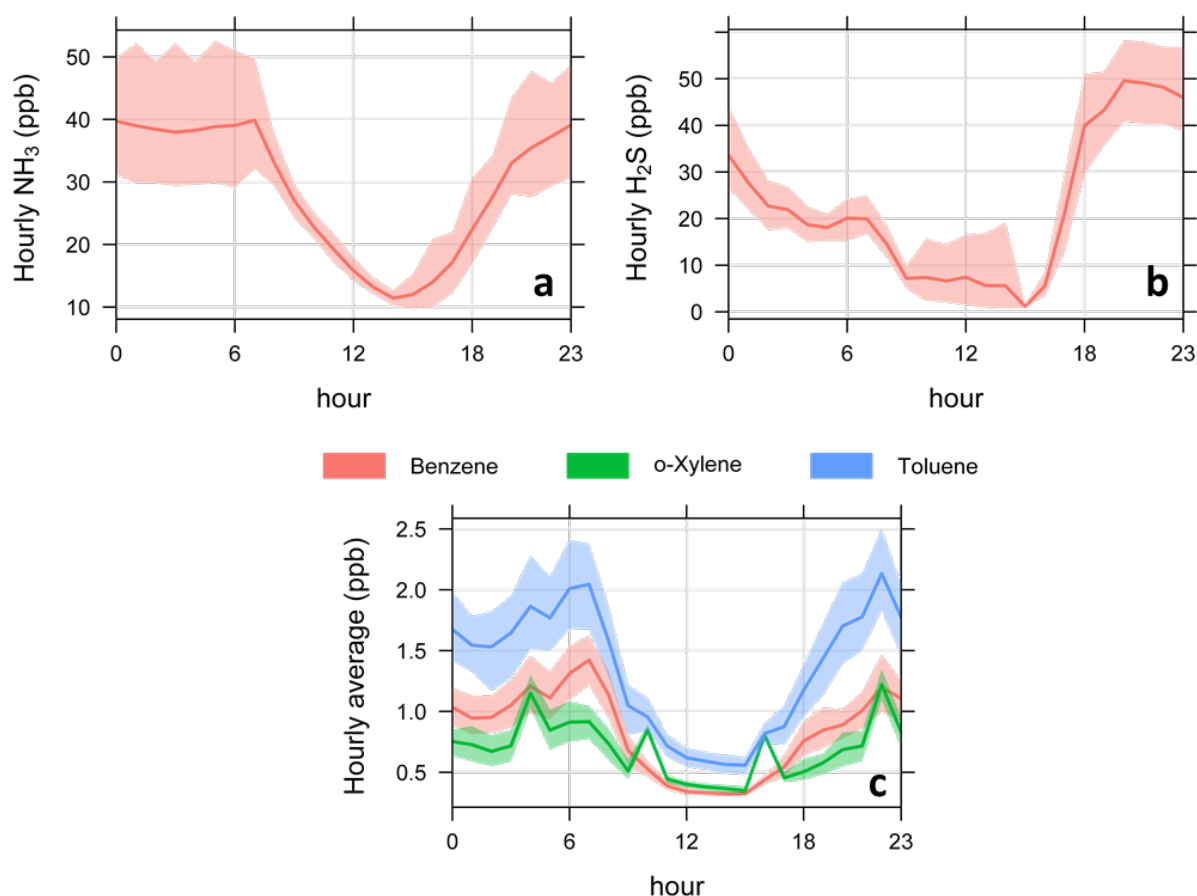 Hourly NH₃ (ppb)
50
40
30
20
10
0 6 12 18 23
hour
a
Hourly H₂S (ppb)
50
40
30
20
10
0
0 6 12 18 23
hour
b
Benzene o-Xylene Toluene
Hourly average (ppb)
2.5
2.0
1.5
1.0
0.5
0 6 12 18 23
hour
c